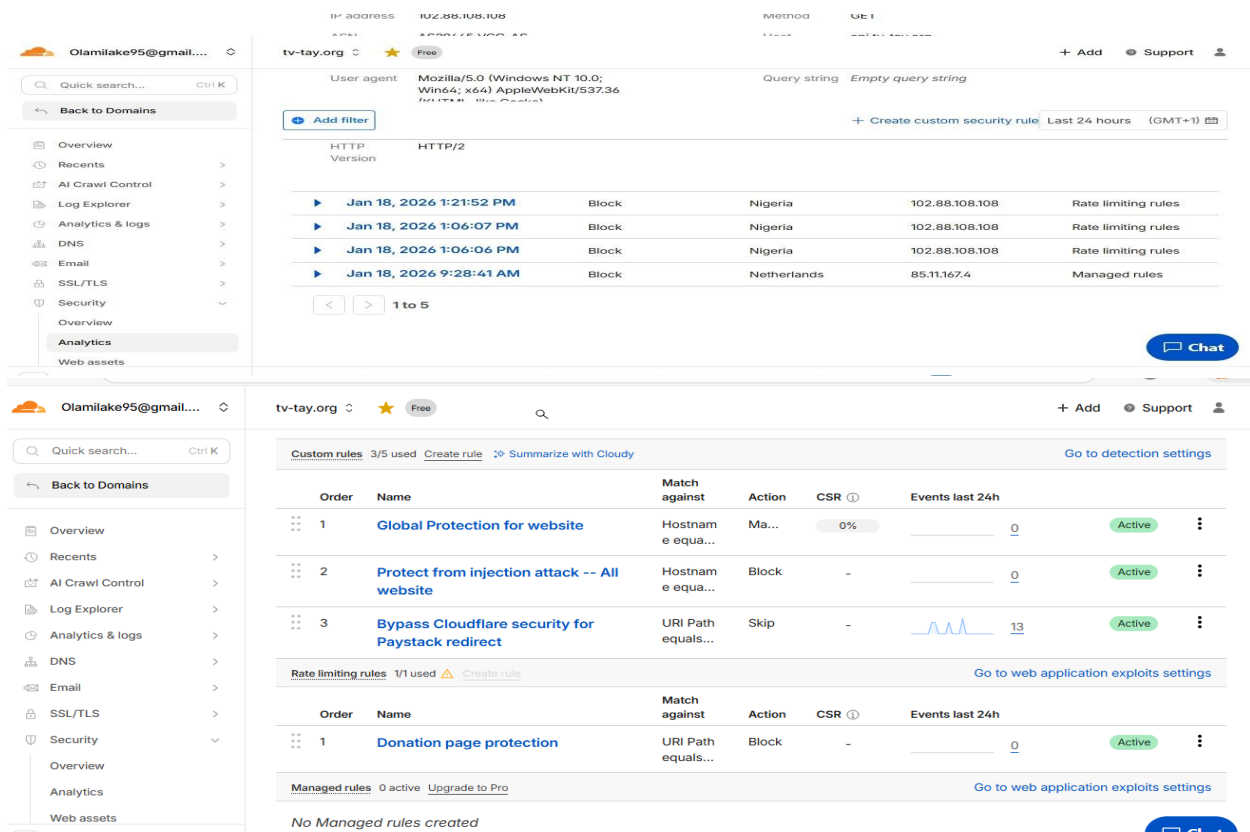 IP address 102.88.108.108 Method GET
Olamilake95@gmail.... tv-tay.org Free + Add Support
User agent Mozilla/5.0 (Windows NT 10.0; Query string Empty query string
Quick search... Ctrl K Win64; x64) AppleWebKit/537.36
Back to Domains
Add filter + Create custom security rule Last 24 hours (GMT+1)
Overview HTTP HTTP/2
Version
Recents
AI Crawl Control
Log Explorer Jan 18, 2026 1:21:52 PM Block Nigeria 102.88.108.108 Rate limiting rules
Analytics & logs Jan 18, 2026 1:06:07 PM Block Nigeria 102.88.108.108 Rate limiting rules
DNS Jan 18, 2026 1:06:06 PM Block Nigeria 102.88.108.108 Rate limiting rules
Email Jan 18, 2026 9:28:41 AM Block Netherlands 85.11.167.4 Managed rules
SSL/TLS
Security < > 1 to 5
Overview
Analytics
Chat
Web assets
Olamilake95@gmail.... tv-tay.org Free + Add Support
Quick search... Ctrl K Custom rules 3/5 used Create rule Summarize with Cloudy Go to detection settings
Back to Domains
Order Name Match against Action CSR Events last 24h
Overview 1 Global Protection for website Hostnam Ma... 0% 0 Active
e equa...
Recents
AI Crawl Control 2 Protect from injection attack -- All Hostnam Block - 0 Active
website e equa...
Log Explorer
Analytics & logs 3 Bypass Cloudflare security for URI Path Skip - 13 Active
Paystack redirect equals...
DNS
Rate limiting rules 1/1 used Create rule Go to web application exploits settings
Email
Order Name Match against Action CSR Events last 24h
SSL/TLS
Security 1 Donation page protection URI Path Block - 0 Active
equals...
Overview
Analytics Managed rules 0 active Upgrade to Pro Go to web application exploits settings
Web assets No Managed rules created
Chat